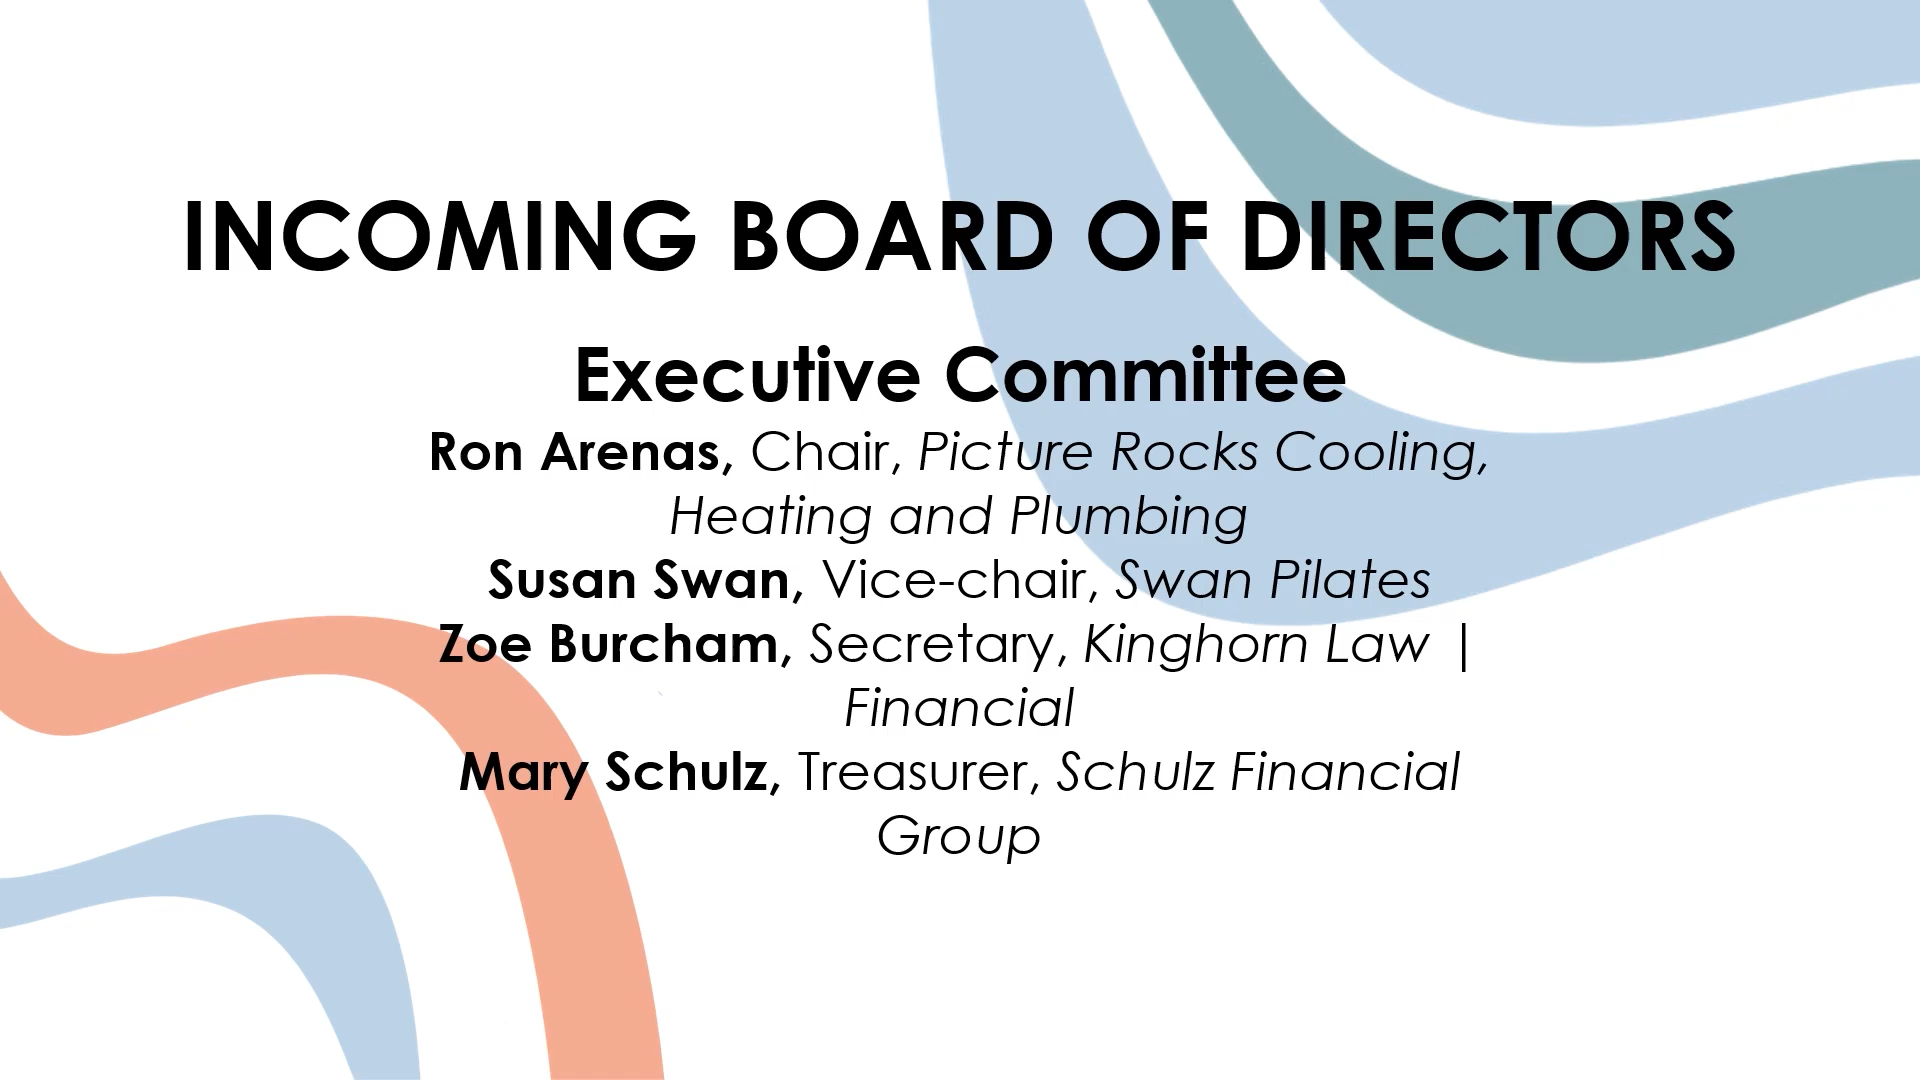 INCOMING BOARD OF DIRECTORS
Executive Committee
Ron Arenas, Chair, Picture Rocks Cooling,
Heating and Plumbing
Susan Swan, Vice-chair, Swan Pilates
Zoe Burcham, Secretary, Kinghorn Law |
Financial
Mary Schulz, Treasurer, Schulz Financial
Group